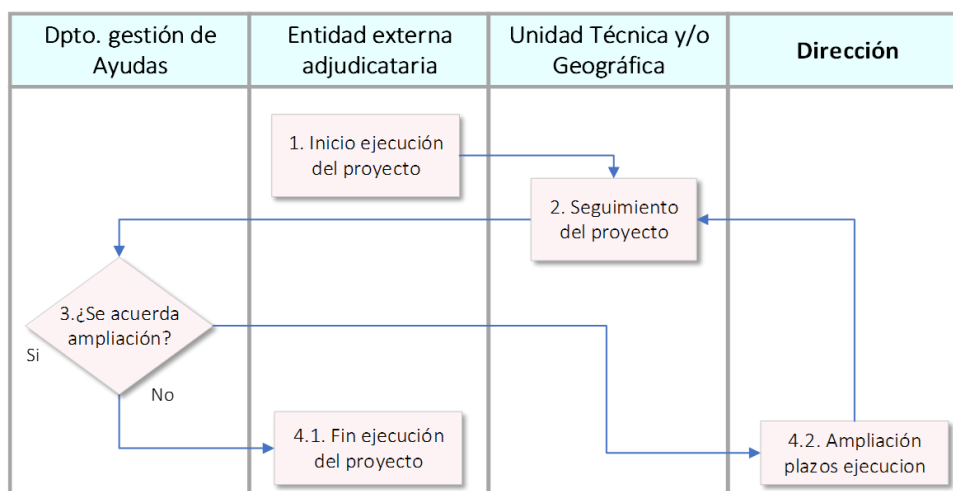 Dpto. gestión de
Ayudas
Entidad externa
adjudicataria
Unidad Técnica y/o
Geográfica
Dirección
1. Inicio ejecución
del proyecto
2. Seguimiento
del proyecto
3.¿Se acuerda
ampliación?
Si
No
4.1. Fin ejecución
del proyecto
4.2. Ampliación
plazos ejecucion